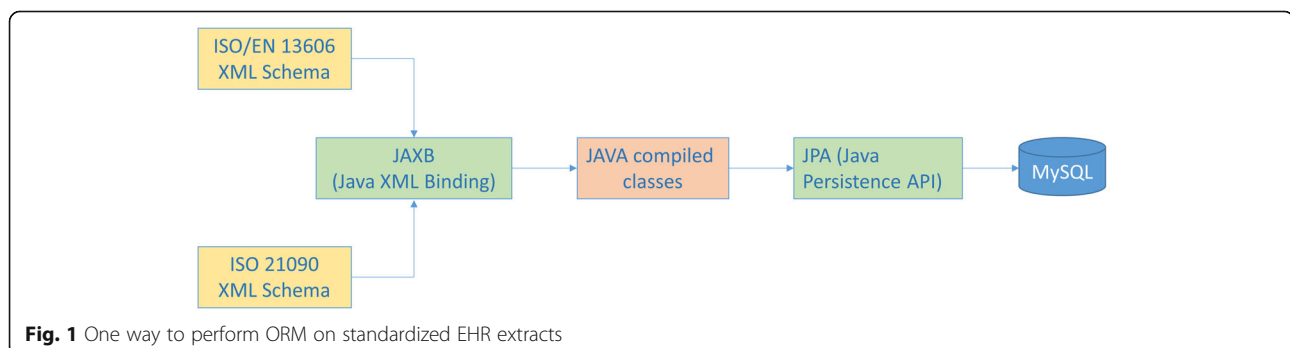 ISO/EN 13606
XML Schema
JAXB
(Java XML Binding)
JAVA compiled
classes
JPA (Java
Persistence API)
MySQL
ISO 21090
XML Schema
Fig. 1 One way to perform ORM on standardized EHR extracts